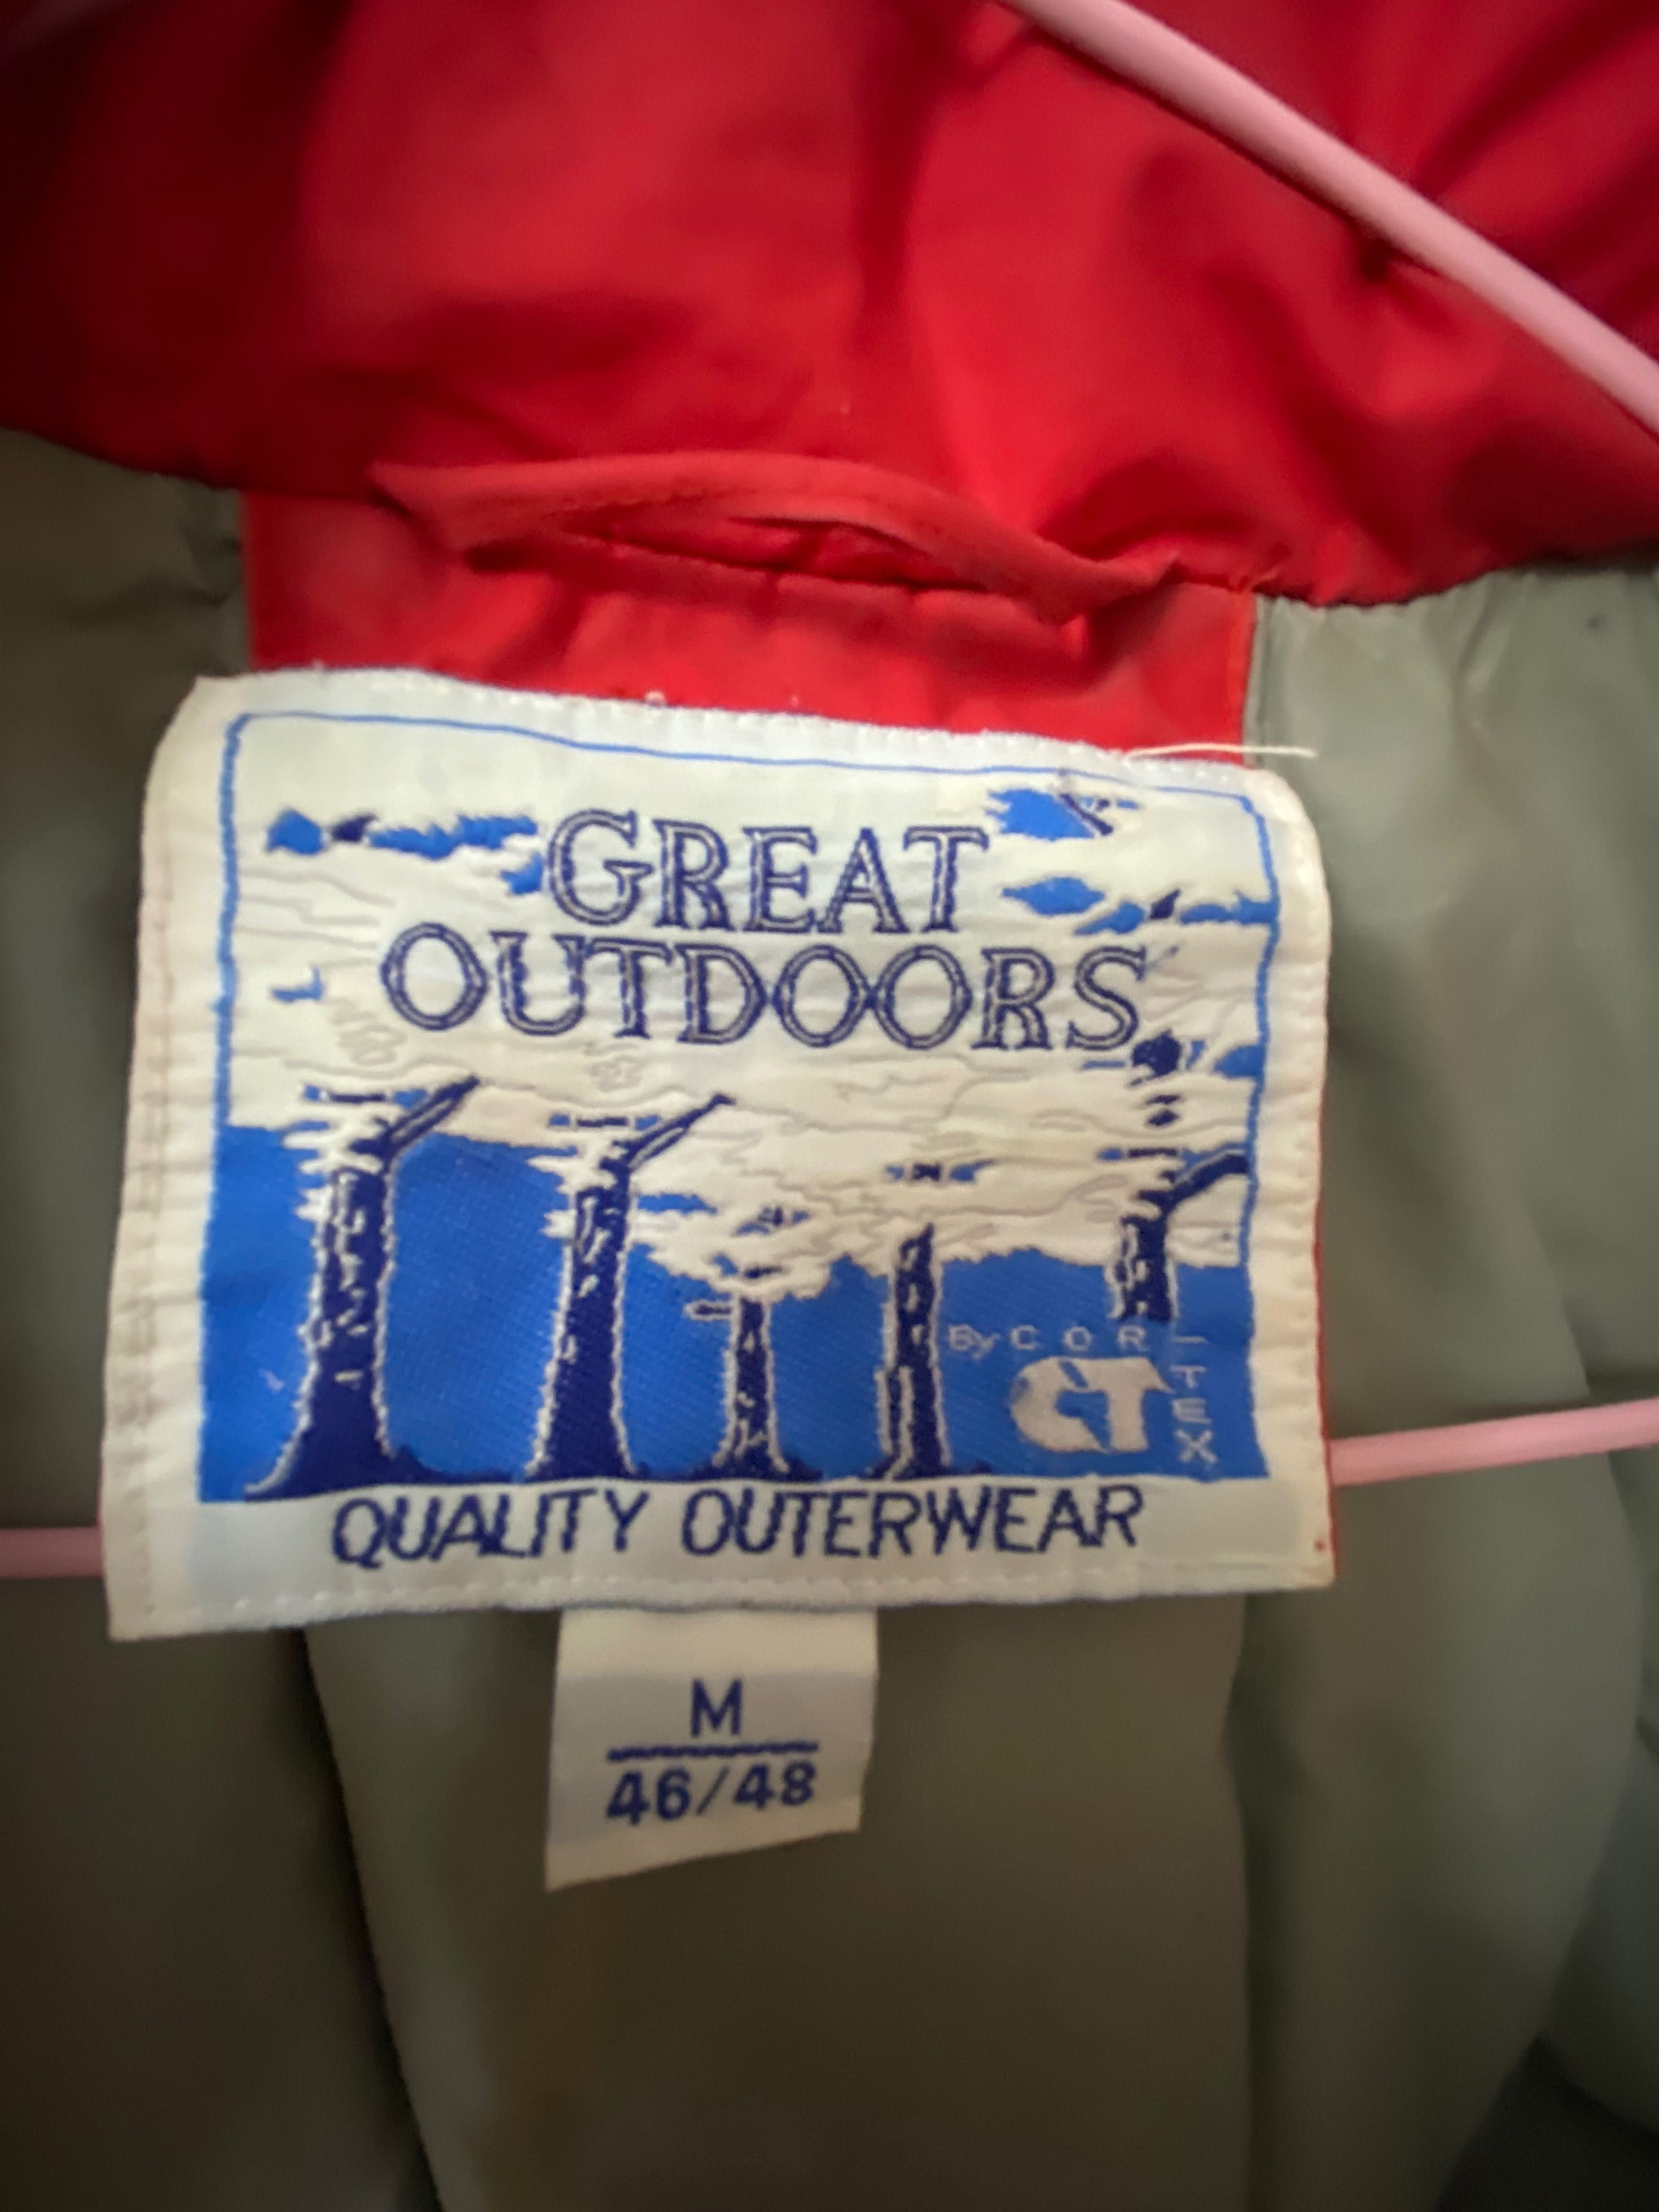 GREAT
OUTDOORS
By COR-TEX
CT
QUALITY OUTERWEAR
M
46/48